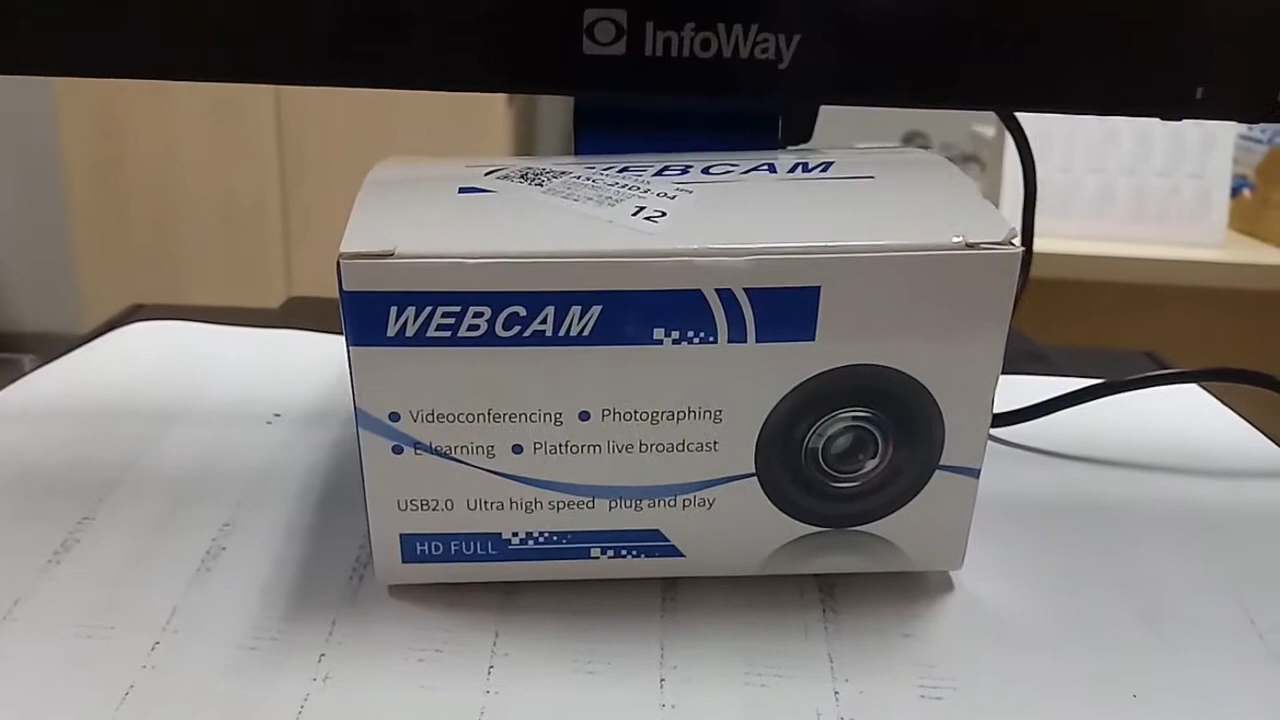 InfoWay
WEBCAM
12
WEBCAM
Videoconferencing Photographing
E-learning Platform live broadcast
USB2.0 Ultra high speed plug and play
HD FULL